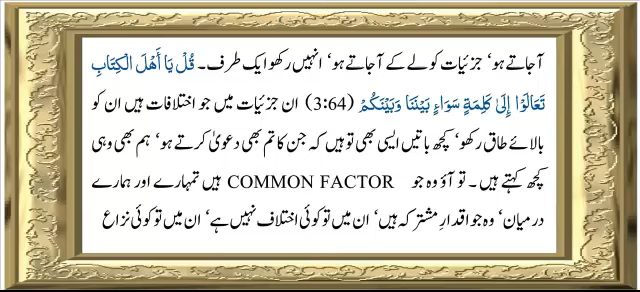 آجاتے ہو‘ جزئیات کو لے کے آجاتے ہو‘ انہیں رکھو ایک طرف۔ قُلْ يَا أَهْلَ الْكِتَابِ
تَعَالَوْا إِلَىٰ كَلِمَةٍ سَوَاءٍ بَيْنَنَا وَبَيْنَكُمْ (3:64) ان جزئیات میں جو اختلافات ہیں ان کو
بالائے طاق رکھو‘ کچھ باتیں ایسی بھی تو ہیں کہ جن کا تم بھی دعویٰ کرتے ہو‘ ہم بھی وہی
کچھ کہتے ہیں۔ تو آؤ وہ جو COMMON FACTOR ہیں تمہارے اور ہمارے
درمیان‘ وہ جو اقدارِ مشترکہ ہیں‘ ان میں تو کوئی اختلاف نہیں ہے‘ ان میں تو کوئی نزاع